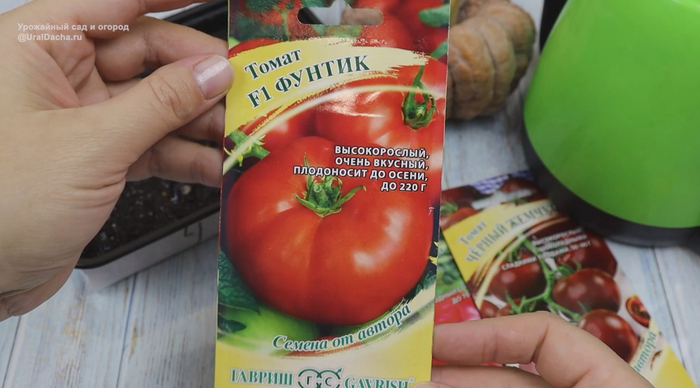 Урожайный сад и огород
@UralDacha.ru
Томат
F1 ФУНТИК
ВЫСОКОРОСЛЫЙ,
ОЧЕНЬ ВКУСНЫЙ,
ПЛОДОНОСИТ ДО ОСЕНИ,
ДО 220 Г
Семена от автора
ГАВРИШ GAVRISH
Томат
ЧЁРНЫЙ